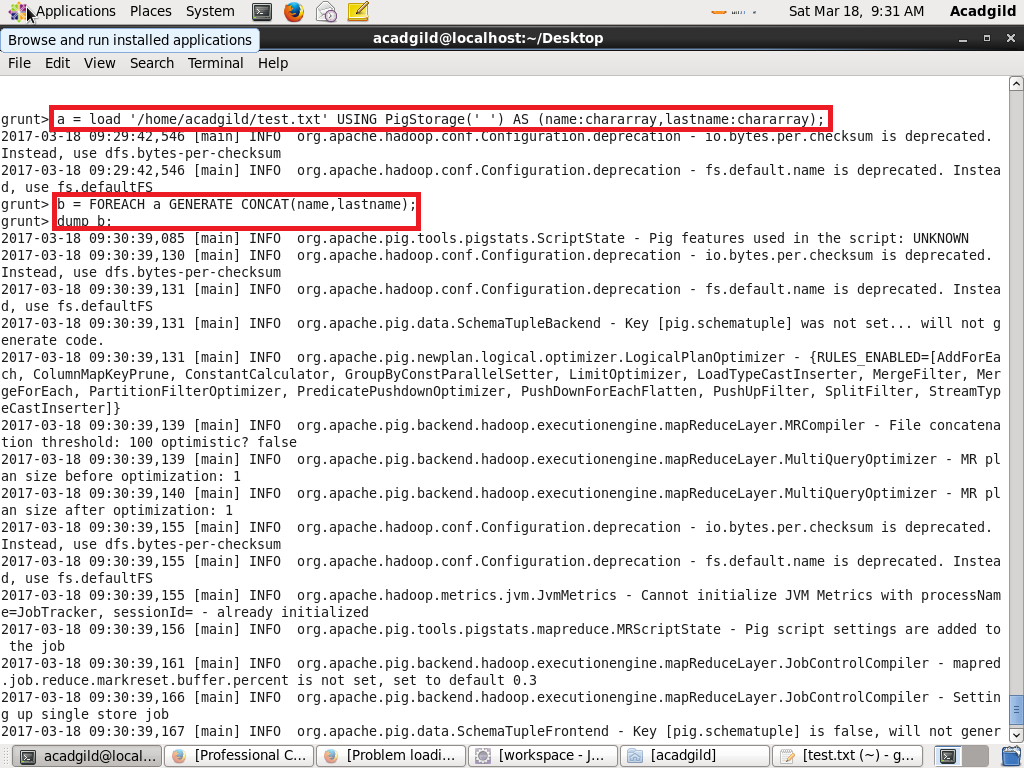 Applications Places System Sat Mar 18, 9:31 AM Acadgild
Browse and run installed applications
acadgild@localhost:~/Desktop
File Edit View Search Terminal Help
grunt> a = load '/home/acadgild/test.txt' USING PigStorage(' ') AS (name:chararray,lastname:chararray);
2017-03-18 09:29:42,546 [main] INFO  org.apache.hadoop.conf.Configuration.deprecation - io.bytes.per.checksum is deprecated.
Instead, use dfs.bytes-per-checksum
2017-03-18 09:29:42,546 [main] INFO  org.apache.hadoop.conf.Configuration.deprecation - fs.default.name is deprecated. Instea
d, use fs.defaultFS
grunt> b = FOREACH a GENERATE CONCAT(name,lastname);
grunt> dump b;
2017-03-18 09:30:39,085 [main] INFO  org.apache.pig.tools.pigstats.ScriptState - Pig features used in the script: UNKNOWN
2017-03-18 09:30:39,130 [main] INFO  org.apache.hadoop.conf.Configuration.deprecation - io.bytes.per.checksum is deprecated.
Instead, use dfs.bytes-per-checksum
2017-03-18 09:30:39,131 [main] INFO  org.apache.hadoop.conf.Configuration.deprecation - fs.default.name is deprecated. Instea
d, use fs.defaultFS
2017-03-18 09:30:39,131 [main] INFO  org.apache.pig.data.SchemaTupleBackend - Key [pig.schematuple] was not set... will not g
enerate code.
2017-03-18 09:30:39,131 [main] INFO  org.apache.pig.newplan.logical.optimizer.LogicalPlanOptimizer - {RULES_ENABLED=[AddForEa
ch, ColumnMapKeyPrune, ConstantCalculator, GroupByConstParallelSetter, LimitOptimizer, LoadTypeCastInserter, MergeFilter, Mer
geForEach, PartitionFilterOptimizer, PredicatePushdownOptimizer, PushDownForEachFlatten, PushUpFilter, SplitFilter, StreamTyp
eCastInserter]}
2017-03-18 09:30:39,139 [main] INFO  org.apache.pig.backend.hadoop.executionengine.mapReduceLayer.MRCompiler - File concatena
tion threshold: 100 optimistic? false
2017-03-18 09:30:39,139 [main] INFO  org.apache.pig.backend.hadoop.executionengine.mapReduceLayer.MultiQueryOptimizer - MR pl
an size before optimization: 1
2017-03-18 09:30:39,140 [main] INFO  org.apache.pig.backend.hadoop.executionengine.mapReduceLayer.MultiQueryOptimizer - MR pl
an size after optimization: 1
2017-03-18 09:30:39,155 [main] INFO  org.apache.hadoop.conf.Configuration.deprecation - io.bytes.per.checksum is deprecated.
Instead, use dfs.bytes-per-checksum
2017-03-18 09:30:39,155 [main] INFO  org.apache.hadoop.conf.Configuration.deprecation - fs.default.name is deprecated. Instea
d, use fs.defaultFS
2017-03-18 09:30:39,155 [main] INFO  org.apache.hadoop.metrics.jvm.JvmMetrics - Cannot initialize JVM Metrics with processNam
e=JobTracker, sessionId= - already initialized
2017-03-18 09:30:39,156 [main] INFO  org.apache.pig.tools.pigstats.mapreduce.MRScriptState - Pig script settings are added to
the job
2017-03-18 09:30:39,161 [main] INFO  org.apache.pig.backend.hadoop.executionengine.mapReduceLayer.JobControlCompiler - mapred
.job.reduce.markreset.buffer.percent is not set, set to default 0.3
2017-03-18 09:30:39,166 [main] INFO  org.apache.pig.backend.hadoop.executionengine.mapReduceLayer.JobControlCompiler - Settin
g up single store job
2017-03-18 09:30:39,167 [main] INFO  org.apache.pig.data.SchemaTupleFrontend - Key [pig.schematuple] is false, will not gener
acadgild@local... [Professional C... [Problem loadi... [workspace - J... [acadgild] [test.txt (~) - g...